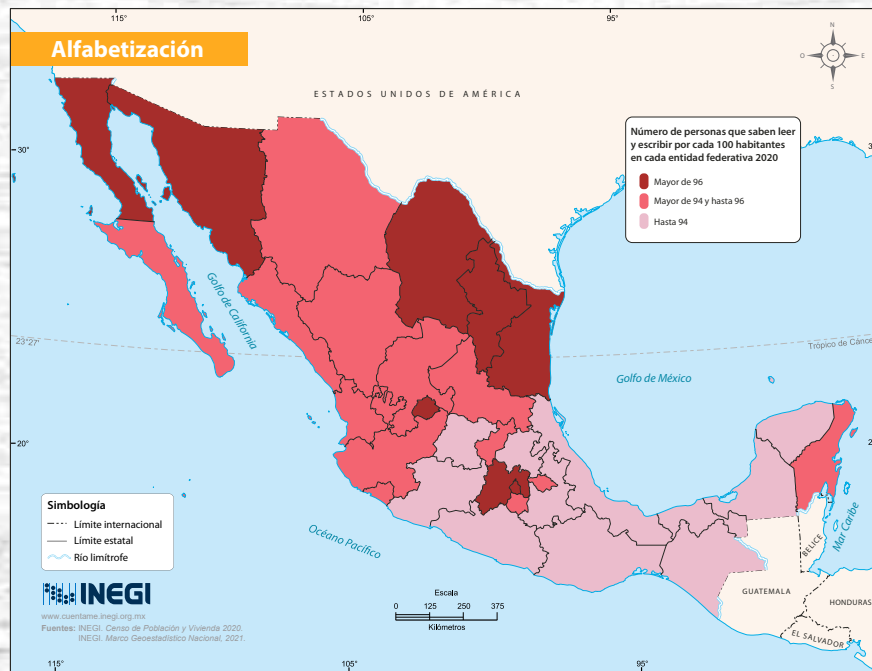 115°
105°
95°
Alfabetización
N
O
E
S
ESTADOS UNIDOS DE AMÉRICA
Número de personas que saben leer
y escribir por cada 100 habitantes
en cada entidad federativa 2020
Mayor de 96
Mayor de 94 y hasta 96
Hasta 94
30°
3
Golfo de California
23°27'
Trópico de Cánce
Golfo de México
20°
2
Simbología
Límite internacional
Límite estatal
Río limítrofe
Océano Pacífico
Mar Caribe
BELICE
GUATEMALA
HONDURAS
EL SALVADOR
INEGI
www.cuentame.inegi.org.mx
Fuentes: INEGI. Censo de Población y Vivienda 2020.
INEGI. Marco Geoestadístico Nacional, 2021.
Escala
0 125 250 375
Kilómetros
115°
105°
95°